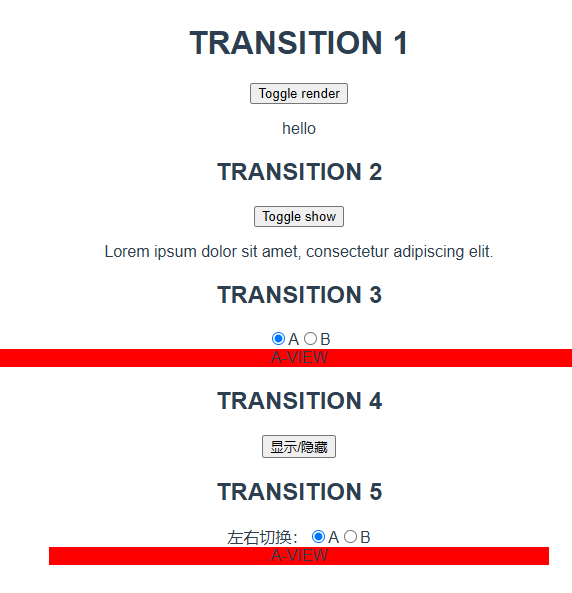 TRANSITION 1
Toggle render
hello
TRANSITION 2
Toggle show
Lorem ipsum dolor sit amet, consectetur adipiscing elit.
TRANSITION 3
A B
A-VIEW
TRANSITION 4
显示/隐藏
TRANSITION 5
左右切换： A B
A-VIEW